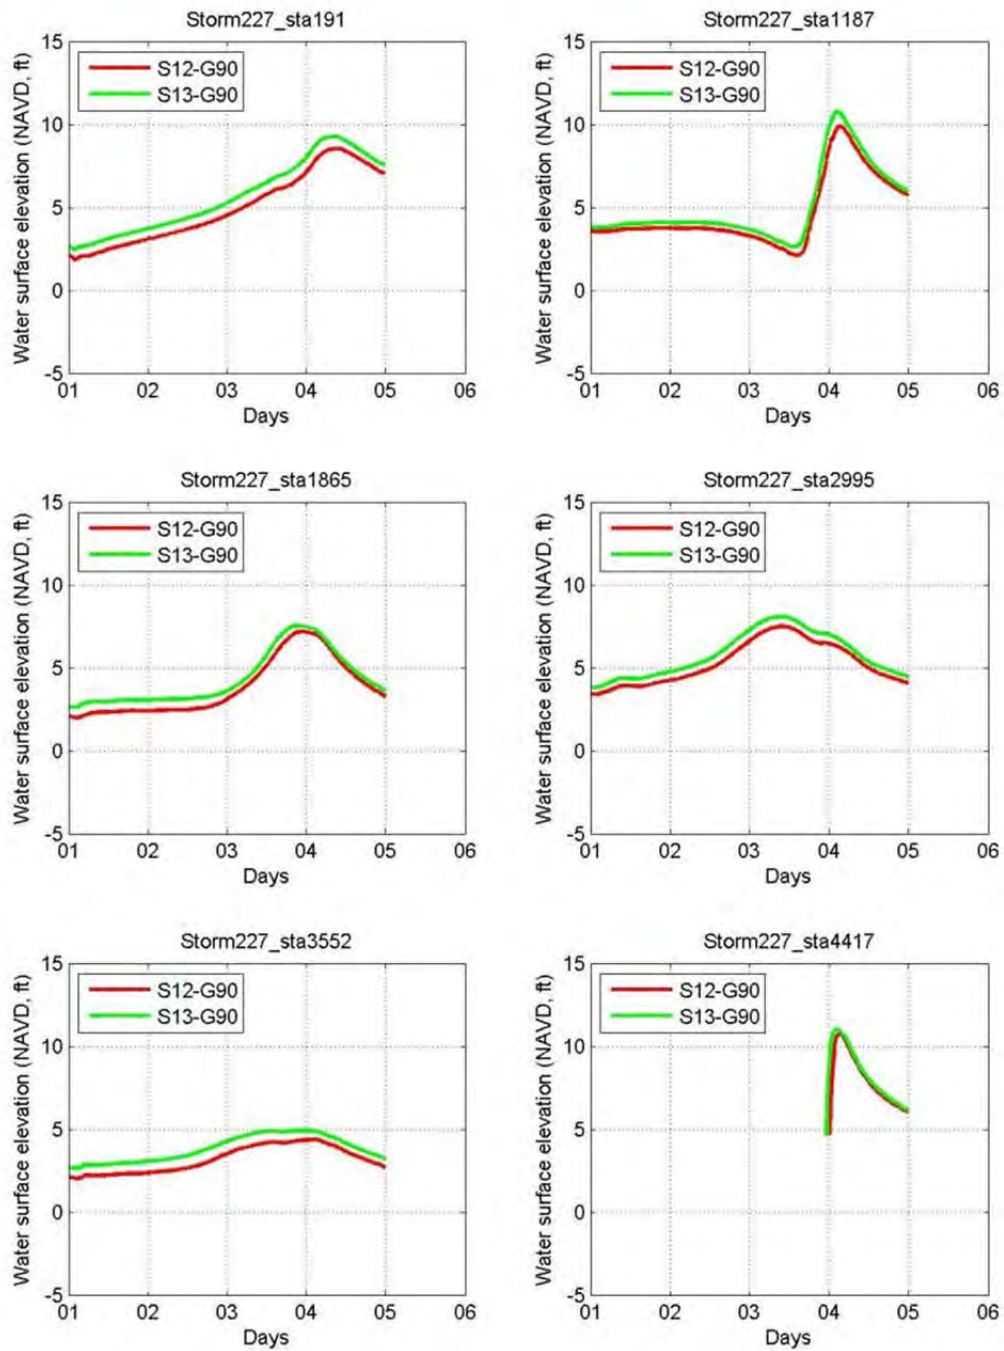 Storm227_sta191
Water surface elevation (NAVD, ft)
15
10
5
0
-5
S12-G90
S13-G90
01 02 03 04 05 06
Days
Storm227_sta1187
Water surface elevation (NAVD, ft)
15
10
5
0
-5
S12-G90
S13-G90
01 02 03 04 05 06
Days
Storm227_sta1865
Water surface elevation (NAVD, ft)
15
10
5
0
-5
S12-G90
S13-G90
01 02 03 04 05 06
Days
Storm227_sta2995
Water surface elevation (NAVD, ft)
15
10
5
0
-5
S12-G90
S13-G90
01 02 03 04 05 06
Days
Storm227_sta3552
Water surface elevation (NAVD, ft)
15
10
5
0
-5
S12-G90
S13-G90
01 02 03 04 05 06
Days
Storm227_sta4417
Water surface elevation (NAVD, ft)
15
10
5
0
-5
S12-G90
S13-G90
01 02 03 04 05 06
Days